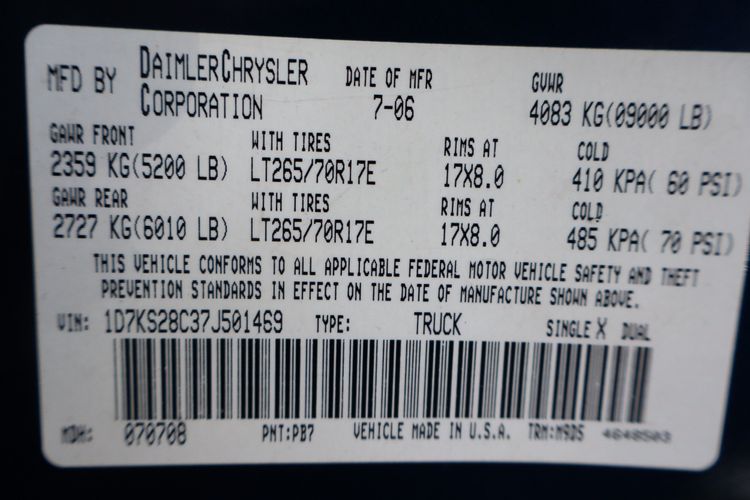 MFD BY DAIMLERCHRYSLER CORPORATION DATE OF MFR 7-06 GVWR 4083 KG(09000 LB)
GAWR FRONT WITH TIRES RIMS AT COLD
2359 KG(5200 LB) LT265/70R17E 17X8.0 410 KPA( 60 PSI)
GAWR REAR WITH TIRES RIMS AT COLD
2727 KG(6010 LB) LT265/70R17E 17X8.0 485 KPA( 70 PSI)
THIS VEHICLE CONFORMS TO ALL APPLICABLE FEDERAL MOTOR VEHICLE SAFETY AND THEFT
PREVENTION STANDARDS IN EFFECT ON THE DATE OF MANUFACTURE SHOWN ABOVE.
VIN: 1D7KS28C37J501469 TYPE: TRUCK SINGLE X DUAL
MDH: 070708 PNT:PB7 VEHICLE MADE IN U.S.A. TRM:M9D5 4648503